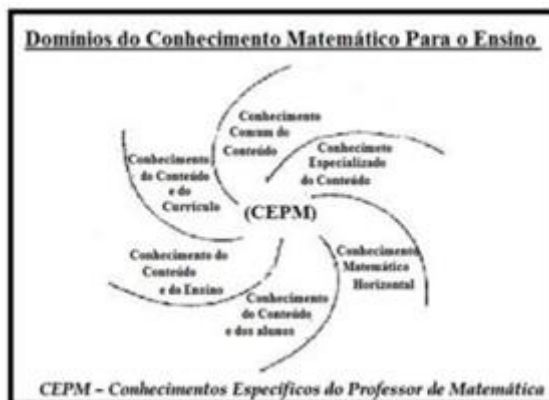 Domínios do Conhecimento Matemático Para o Ensino
Conhecimento
Comum do
Conteúdo
Conhecimeto
Especializado
do Conteúdo
Conhecimento
do Conteúdo
e do
Currículo
(CEPM)
Conhecimento
Matemático
Horizontal
Conhecimento do
Conteúdo
e do Ensino
Conhecimento
do Conteúdo
e dos alunos
CEPM – Conhecimentos Específicos do Professor de Matemática